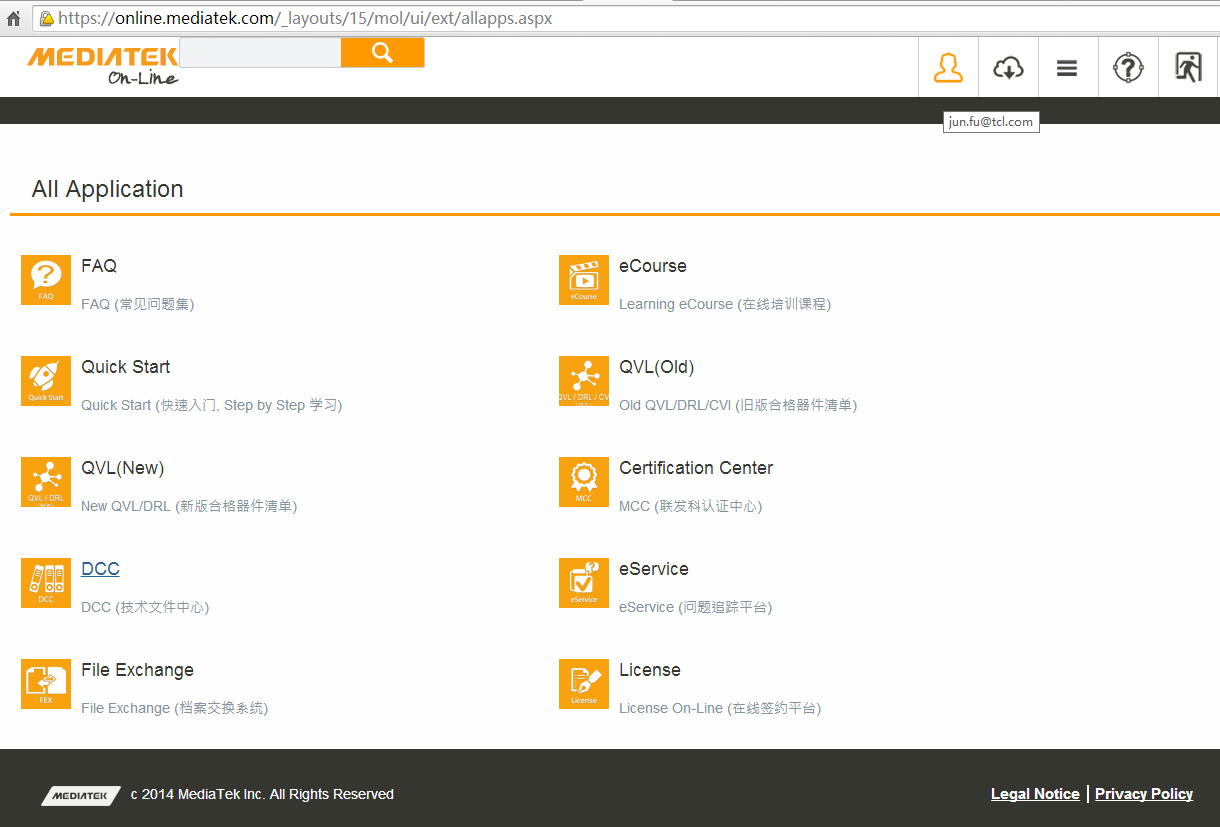 https://online.mediatek.com/_layouts/15/mol/ui/ext/allapps.aspx
MEDIATEK
On-Line
jun.fu@tcl.com
All Application
FAQ
FAQ
FAQ (常见问题集)
eCourse
eCourse
Learning eCourse (在线培训课程)
Quick Start
Quick Start
Quick Start (快速入门, Step by Step 学习)
QVL(Old)
QVL / DRL / CV
Old QVL/DRL/CVl (旧版合格器件清单)
QVL(New)
QVL / DRL
New QVL/DRL (新版合格器件清单)
Certification Center
MCC
MCC (联发科认证中心)
DCC
DCC
DCC (技术文件中心)
eService
eService
eService (问题追踪平台)
File Exchange
FEX
File Exchange (档案交换系统)
License
License
License On-Line (在线签约平台)
MEDIATEK c 2014 MediaTek Inc. All Rights Reserved
Legal Notice | Privacy Policy